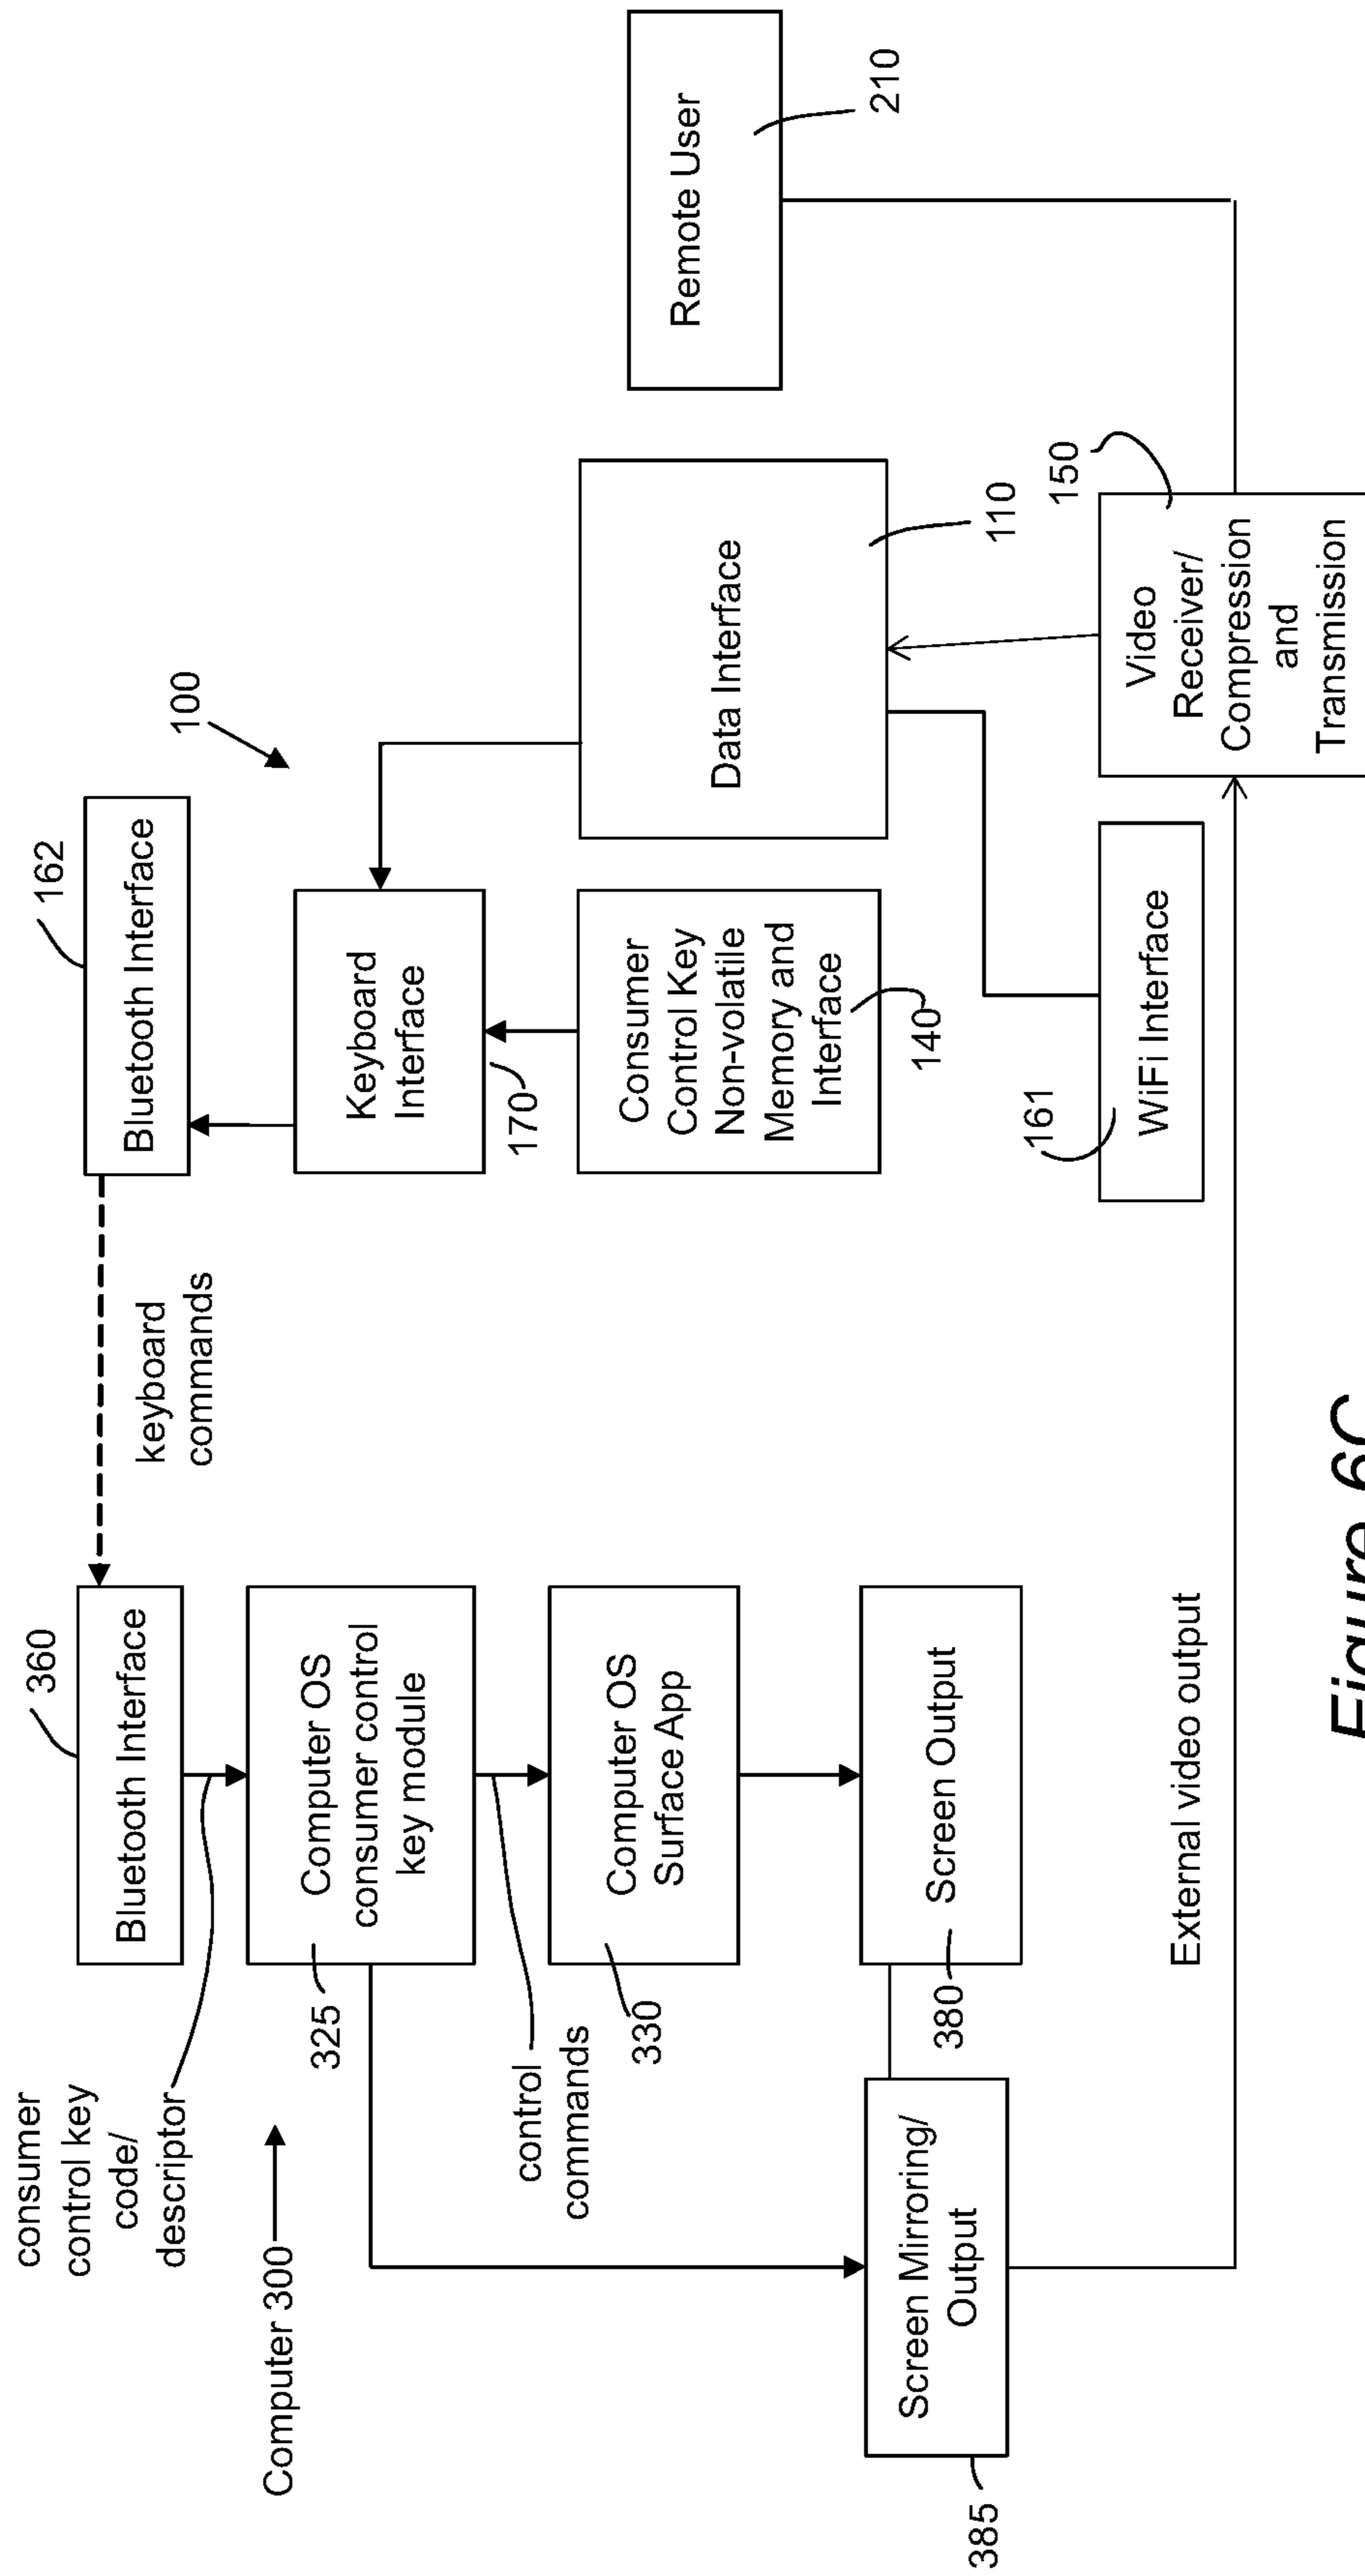 consumer
control key
code/
descriptor
360
Bluetooth Interface
keyboard
commands
162
Bluetooth Interface
100
Computer 300
325
Computer OS
consumer control
key module
Keyboard
Interface
170
control
commands
330
Computer OS
Surface App
Consumer
Control Key
Non-volatile
Memory and
Interface
140
Data Interface
110
Remote User
210
Screen Mirroring/
Output
385
380
Screen Output
External video output
161
WiFi Interface
150
Video
Receiver/
Compression
and
Transmission
Figure 6C